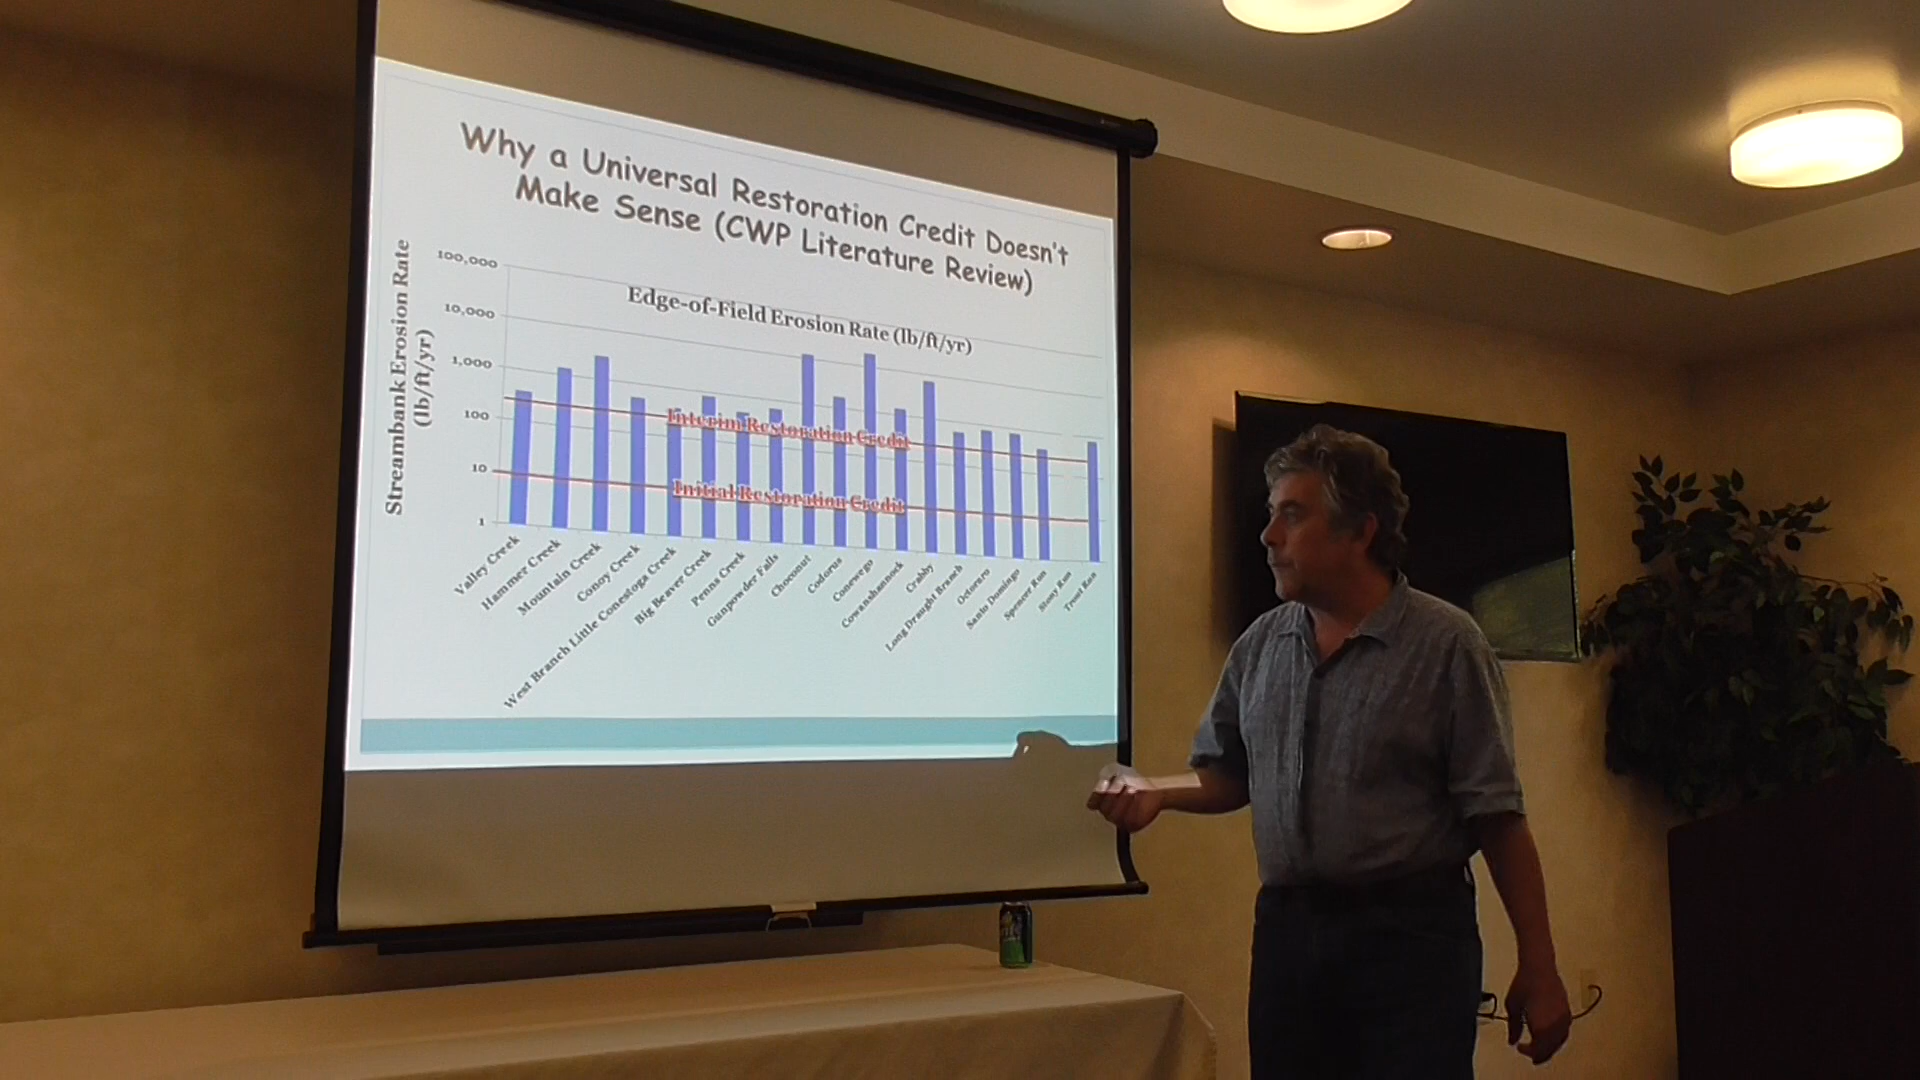 Why a Universal Restoration Credit Doesn't
Make Sense (CWP Literature Review)
Edge-of-Field Erosion Rate (lb/ft/yr)
Streambank Erosion Rate
(lb/ft/yr)
100,000
10,000
1,000
100
10
1
Interim Restoration Credit
Initial Restoration Credit
Valley Creek
Hammer Creek
Mountain Creek
Conoy Creek
West Branch Little Conestoga Creek
Big Beaver Creek
Penns Creek
Gunpowder Falls
Choconut
Codorus
Conewego
Cowanshannock
Crabby
Long Draught Branch
Octoraro
Santo Domingo
Spencer Run
Stony Run
Trout Run